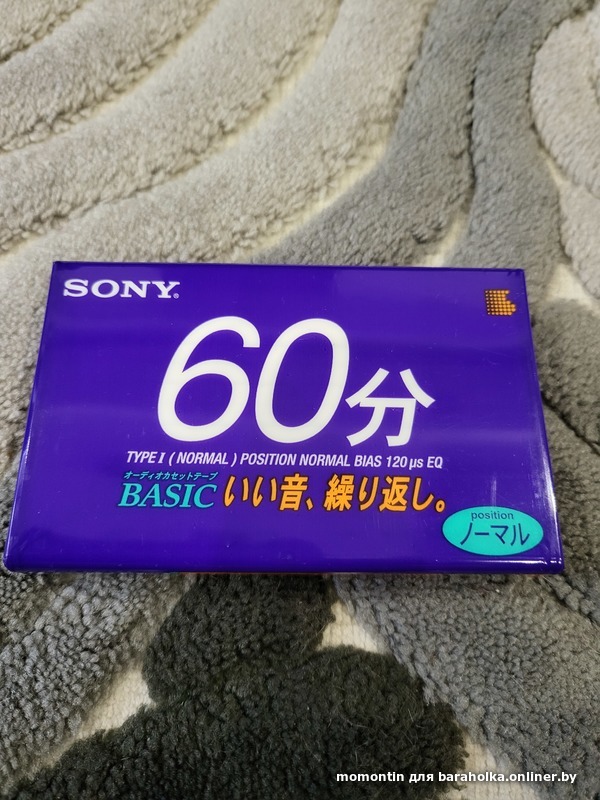 SONY®
60分
TYPE I ( NORMAL ) POSITION NORMAL BIAS 120 μs EQ
オーディオカセットテープ
BASIC いい音、繰り返し。
position
ノーマル
momontin для baraholka.onliner.by